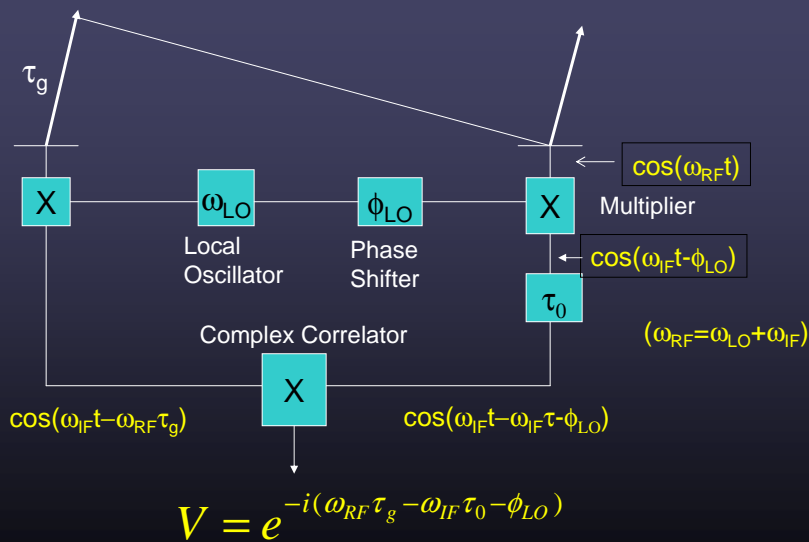 τg
cos(ωRFt)
X
ωLO
ϕLO
X
Multiplier
Local
Oscillator
Phase
Shifter
cos(ωIFt-ϕLO)
τ0
Complex Correlator
(ωRF=ωLO+ωIF)
X
cos(ωIFt–ωRFτg)
cos(ωIFt–ωIFτ-ϕLO)
V = e^{-i(ωRFτg-ωIFτ0-ϕLO)}